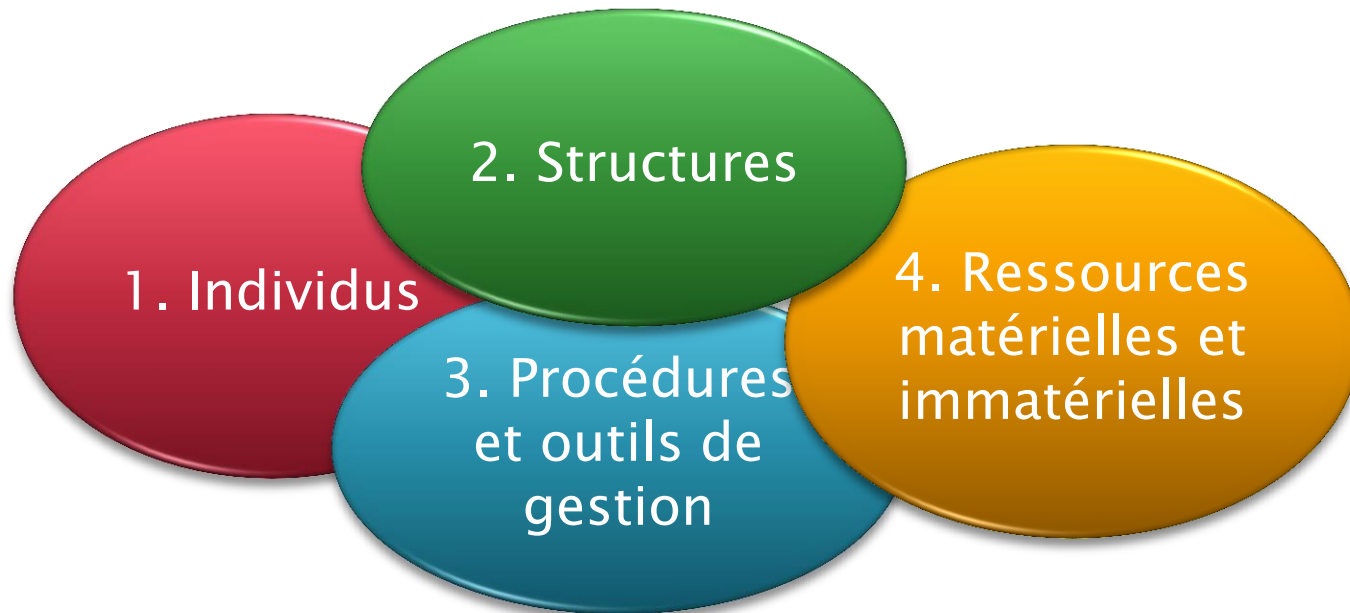 1. Individus
2. Structures
3. Procédures
et outils de
gestion
4. Ressources
matérielles et
immatérielles